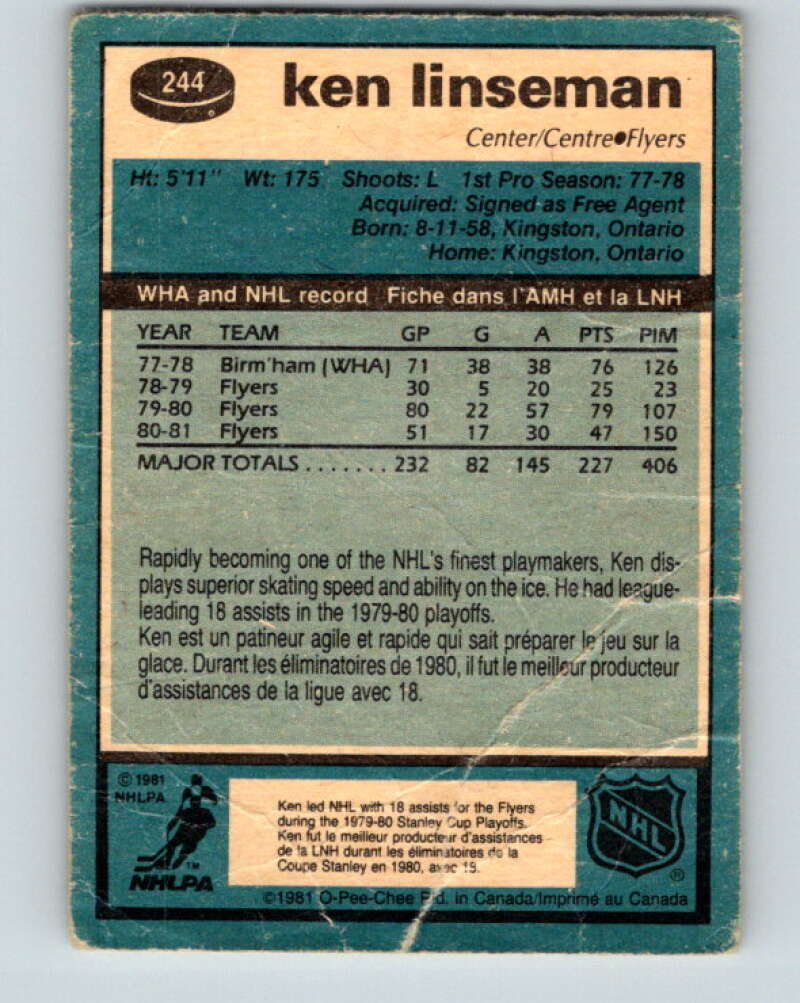 244
ken linseman
Center/Centre●Flyers
Ht: 5'11" Wt: 175 Shoots: L 1st Pro Season: 77-78
Acquired: Signed as Free Agent
Born: 8-11-58, Kingston, Ontario
Home: Kingston, Ontario
WHA and NHL record Fiche dans l'AMH et la LNH
YEAR TEAM GP G A PTS PIM
77-78 Birm'ham (WHA) 71 38 38 76 126
78-79 Flyers 30 5 20 25 23
79-80 Flyers 80 22 57 79 107
80-81 Flyers 51 17 30 47 150
MAJOR TOTALS ....... 232 82 145 227 406
Rapidly becoming one of the NHL's finest playmakers, Ken dis-
plays superior skating speed and ability on the ice. He had league-
leading 18 assists in the 1979-80 playoffs.
Ken est un patineur agile et rapide qui sait préparer le jeu sur la
glace. Durant les éliminatoires de 1980, il fut le meilleur producteur
d'assistances de la ligue avec 18.
© 1981
NHLPA
TM
NHLPA
Ken led NHL with 18 assists for the Flyers
during the 1979-80 Stanley Cup Playoffs.
Ken fut le meilleur producteur d'assistances
de la LNH durant les éliminatoires de la
Coupe Stanley en 1980, avec 18.
NHL
®
©1981 O-Pee-Chee Ptd. in Canada/Imprimé au Canada